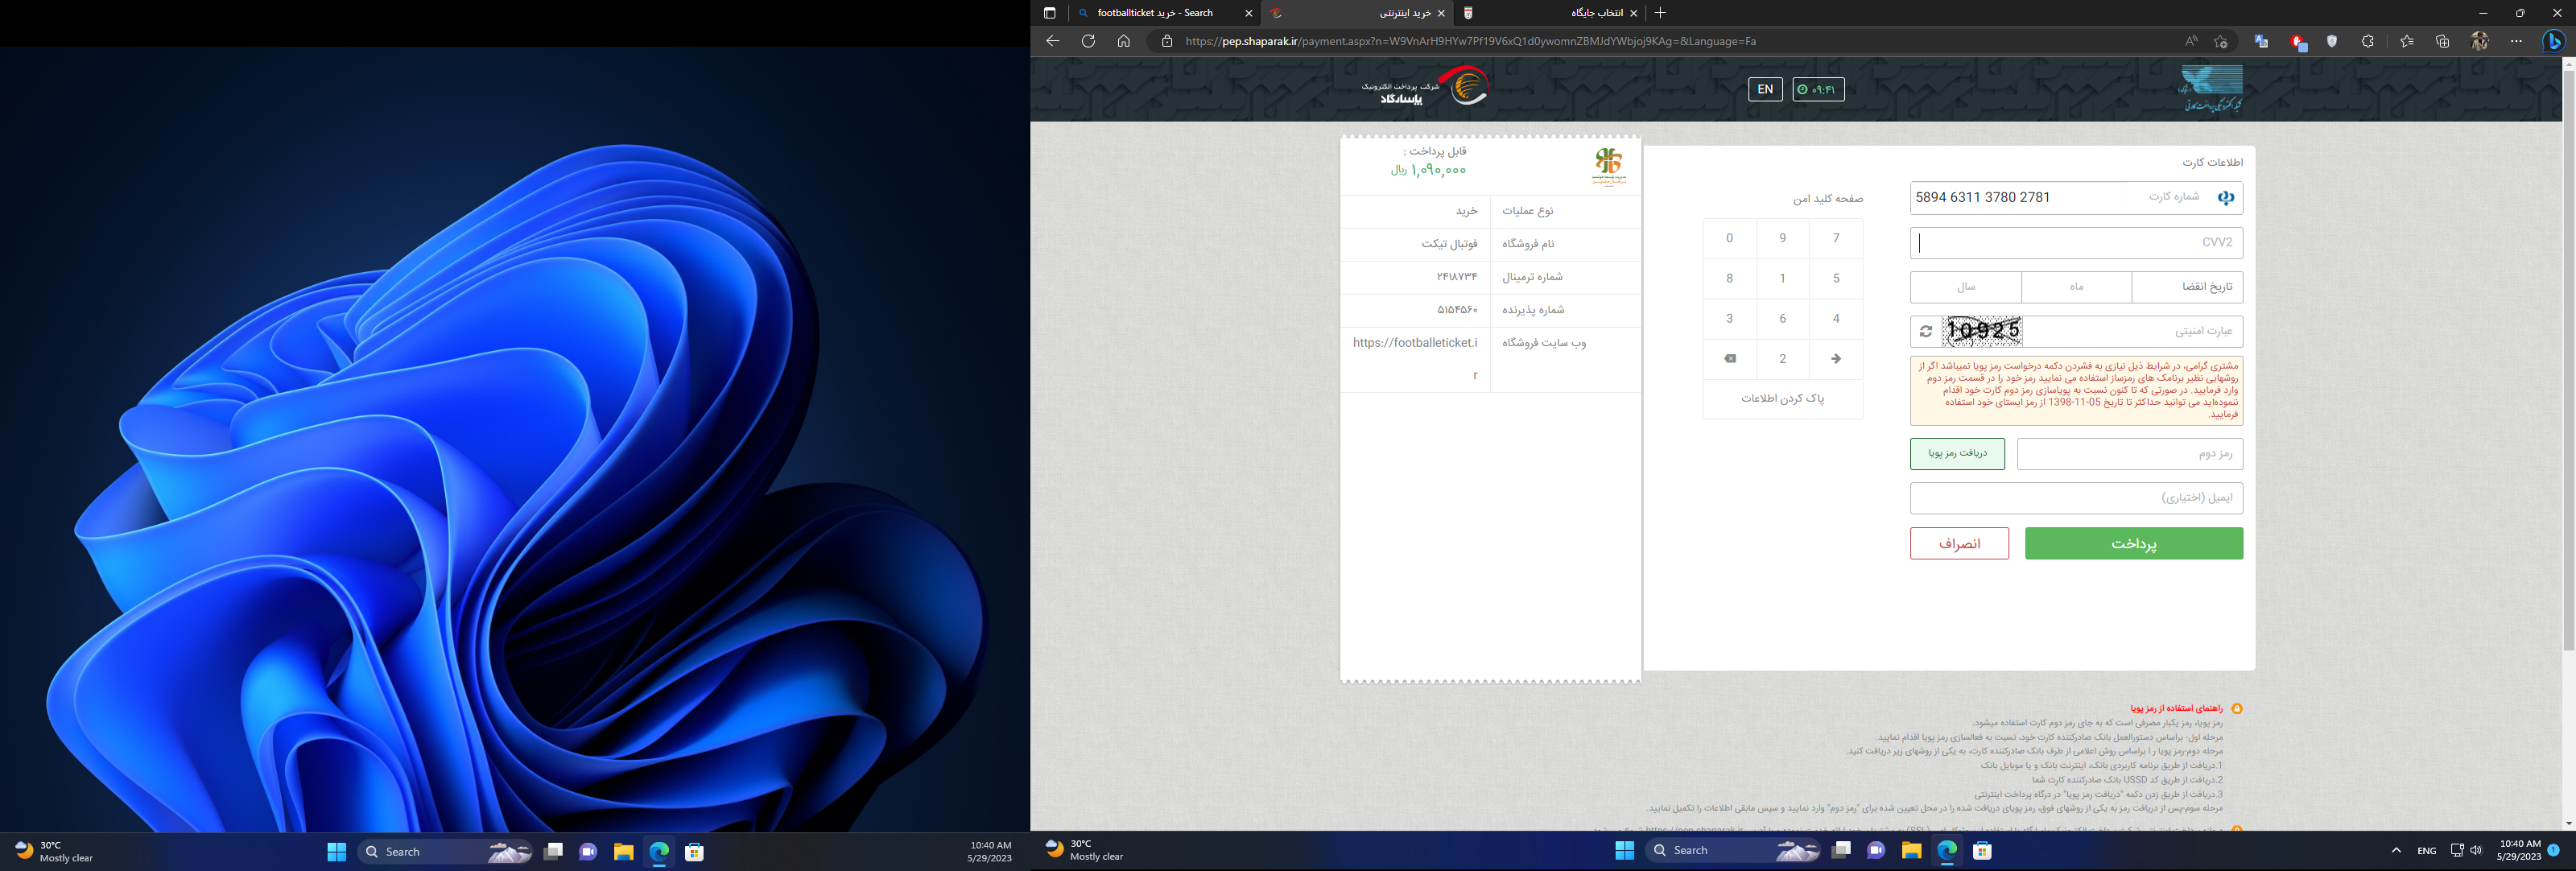 footballticket خرید - Search
خرید اینترنتی
انتخاب جایگاه
https://pep.shaparak.ir/payment.aspx?n=W9VnArH9HYw7Pf19V6xQ1d0ywomnZBMJdYWbjoj9KAg=&Language=Fa
شرکت پرداخت الکترونیک
پاسارگاد
EN
۰۹:۴۱
اطلاعات کارت
شماره کارت
5894 6311 3780 2781
CVV2
تاریخ انقضا
ماه
سال
عبارت امنیتی
10925
مشتری گرامی، در شرایط ذیل نیازی به فشردن دکمه درخواست رمز پویا نمیباشد اگر از
روشهایی نظیر برنامک های رمزساز استفاده می نمایید رمز خود را در قسمت رمز دوم
وارد فرمایید. در صورتی که تا کنون نسبت به پویاسازی رمز دوم کارت خود اقدام
ننموده‌اید می توانید حداکثر تا تاریخ 05-11-1398 از رمز ایستای خود استفاده
فرمایید.
رمز دوم
دریافت رمز پویا
ایمیل (اختیاری)
پرداخت
انصراف
صفحه کلید امن
7 9 0
5 1 8
4 6 3
2
پاک کردن اطلاعات
قابل پرداخت :
۱,۰۹۰,۰۰۰ ریال
نوع عملیات
خرید
نام فروشگاه
فوتبال تیکت
شماره ترمینال
۲۴۱۸۷۳۴
شماره پذیرنده
۵۱۵۴۵۶۰
وب سایت فروشگاه
https://footballeticket.i
r
راهنمای استفاده از رمز پویا
رمز پویا، رمز یکبار مصرفی است که به جای رمز دوم کارت استفاده میشود.
مرحله اول- براساس دستورالعمل بانک صادرکننده کارت خود، نسبت به فعالسازی رمز پویا اقدام نمایید.
مرحله دوم-رمز پویا ر ا براساس روش اعلامی از طرف بانک صادرکننده کارت، به یکی از روشهای زیر دریافت کنید.
1.دریافت از طریق برنامه کاربردی بانک، اینترنت بانک و یا موبایل بانک
2.دریافت از طریق کد USSD بانک صادرکننده کارت شما
3.دریافت از طریق زدن دکمه "دریافت رمز پویا" در درگاه پرداخت اینترنتی
مرحله سوم-پس از دریافت رمز به یکی از روشهای فوق، رمز پویای دریافت شده را در محل تعیین شده برای "رمز دوم" وارد نمایید و سپس مابقی اطلاعات را تکمیل نمایید.
30°C
Mostly clear
Search
10:40 AM
5/29/2023
30°C
Mostly clear
Search
ENG
10:40 AM
5/29/2023
1